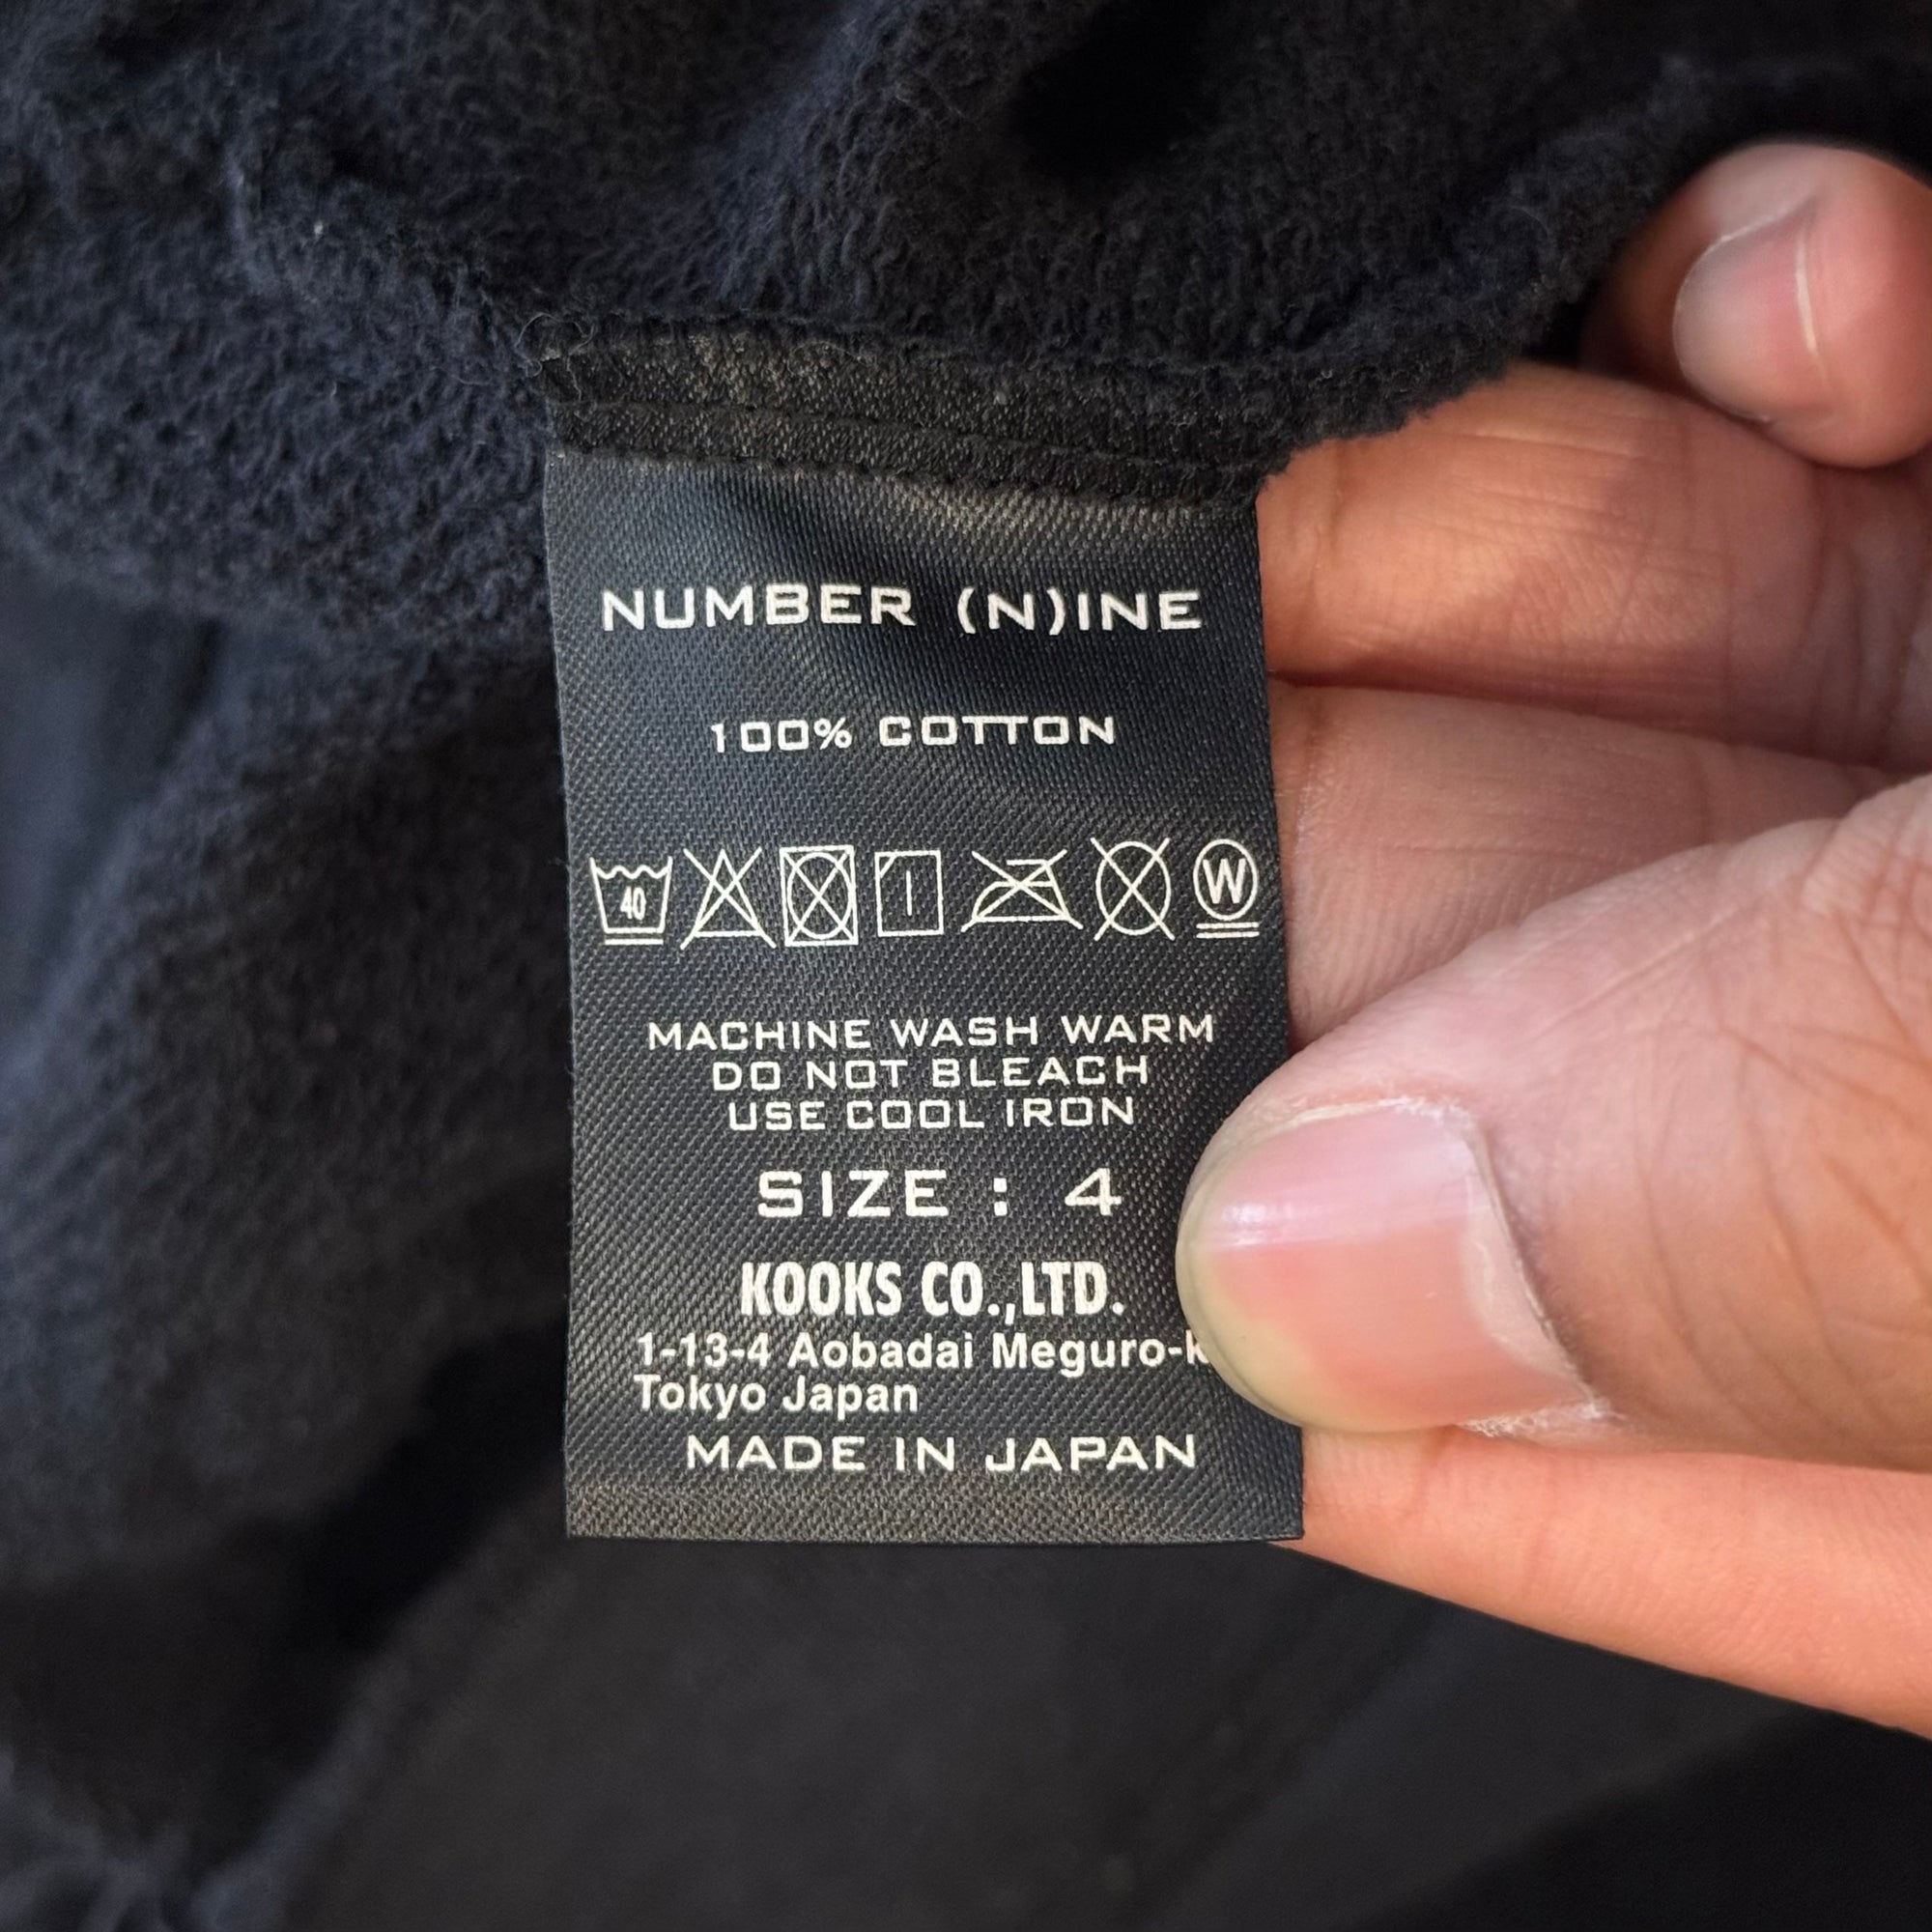 NUMBER (N)INE
100% COTTON
40 W
MACHINE WASH WARM
DO NOT BLEACH
USE COOL IRON
SIZE : 4
KOOKS CO.,LTD.
1-13-4 Aobadai
Tokyo Japan
MADE IN JAPAN